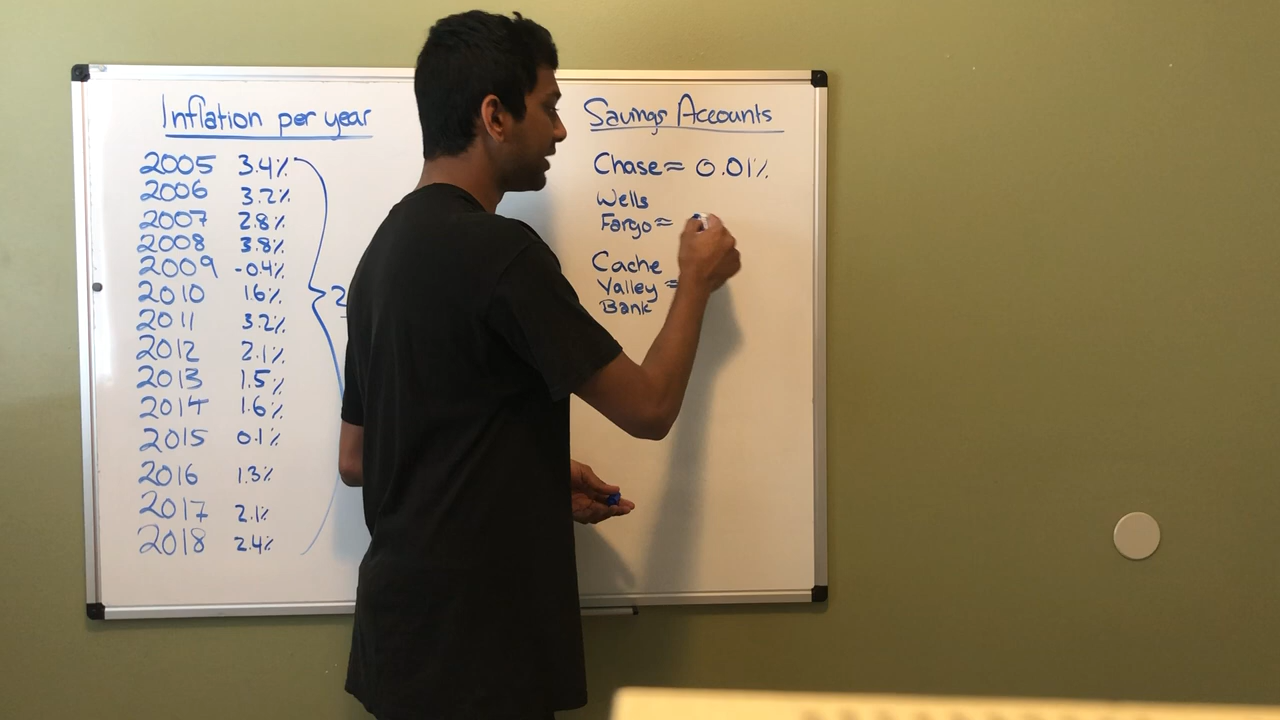 Inflation per year
2005 3.4%
2006 3.2%
2007 2.8%
2008 3.8%
2009 -0.4%
2010 1.6%
2011 3.2%
2012 2.1%
2013 1.5%
2014 1.6%
2015 0.1%
2016 1.3%
2017 2.1%
2018 2.4%
2
Savings Accounts
Chase = 0.01%
Wells
Fargo =
Cache
Valley =
Bank